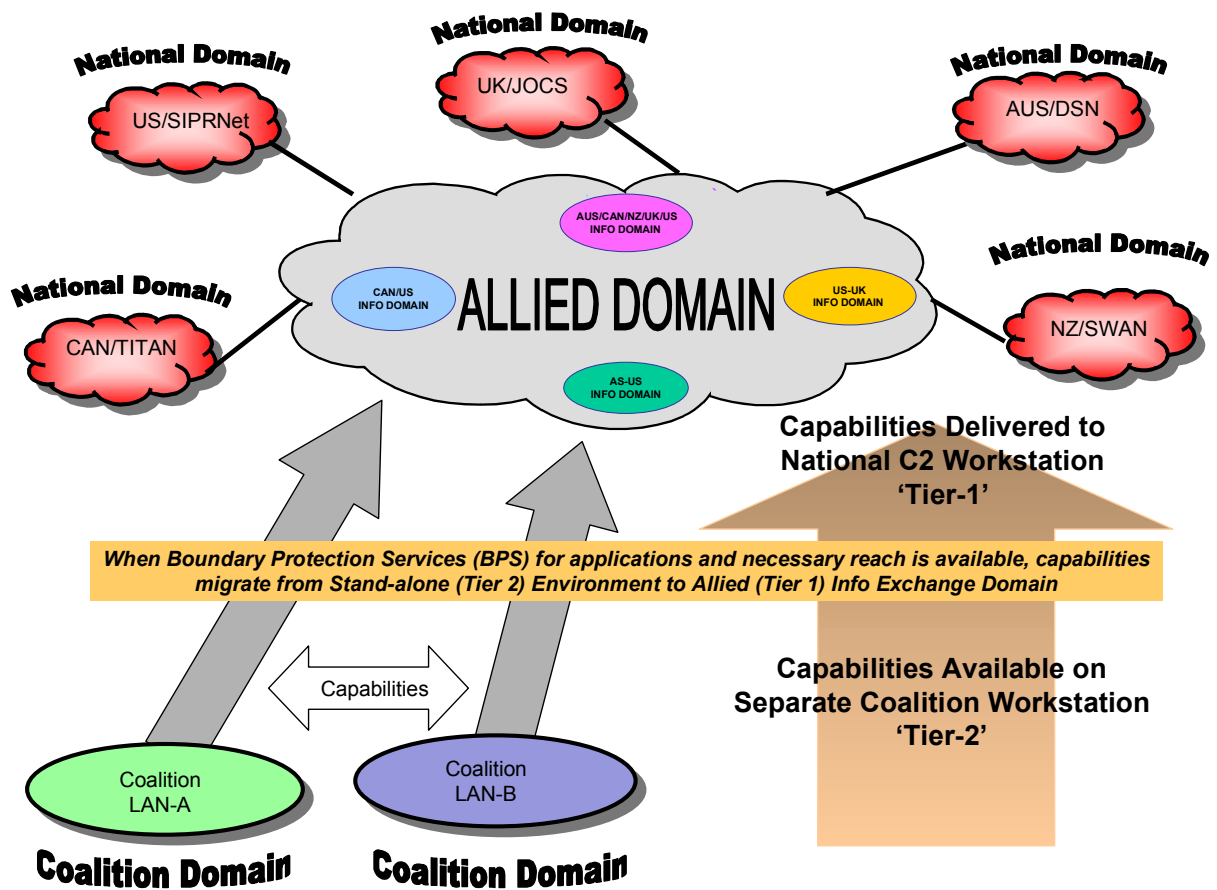 National Domain
US/SIPRNet
National Domain
UK/JOCS
National Domain
AUS/DSN
AUS/CAN/NZ/UK/US
INFO DOMAIN
National Domain
CAN/TITAN
CAN/US
INFO DOMAIN
ALLIED DOMAIN
US-UK
INFO DOMAIN
National Domain
NZ/SWAN
AS-US
INFO DOMAIN
Capabilities Delivered to
National C2 Workstation
‘Tier-1’
When Boundary Protection Services (BPS) for applications and necessary reach is available, capabilities
migrate from Stand-alone (Tier 2) Environment to Allied (Tier 1) Info Exchange Domain
Capabilities
Capabilities Available on
Separate Coalition Workstation
‘Tier-2’
Coalition
LAN-A
Coalition Domain
Coalition
LAN-B
Coalition Domain